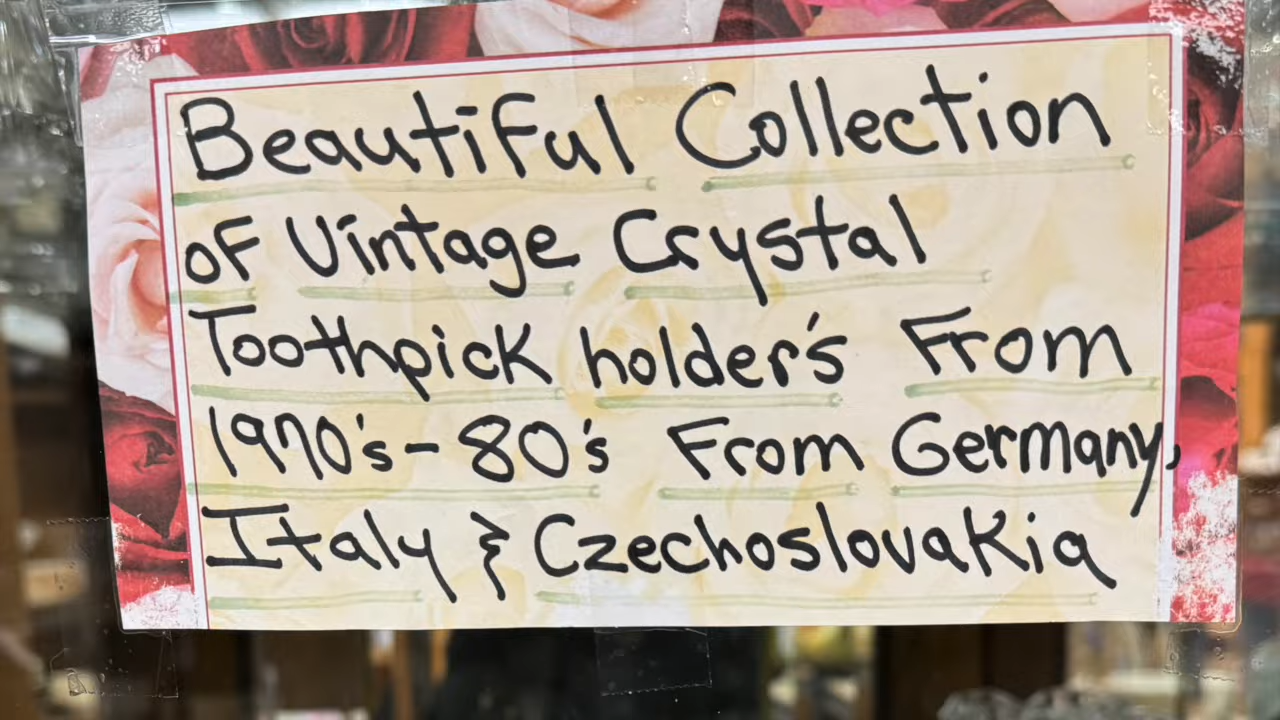 Beautiful Collection
of Vintage Crystal
Toothpick holder's From
1970's - 80's From Germany,
Italy & Czechoslovakia